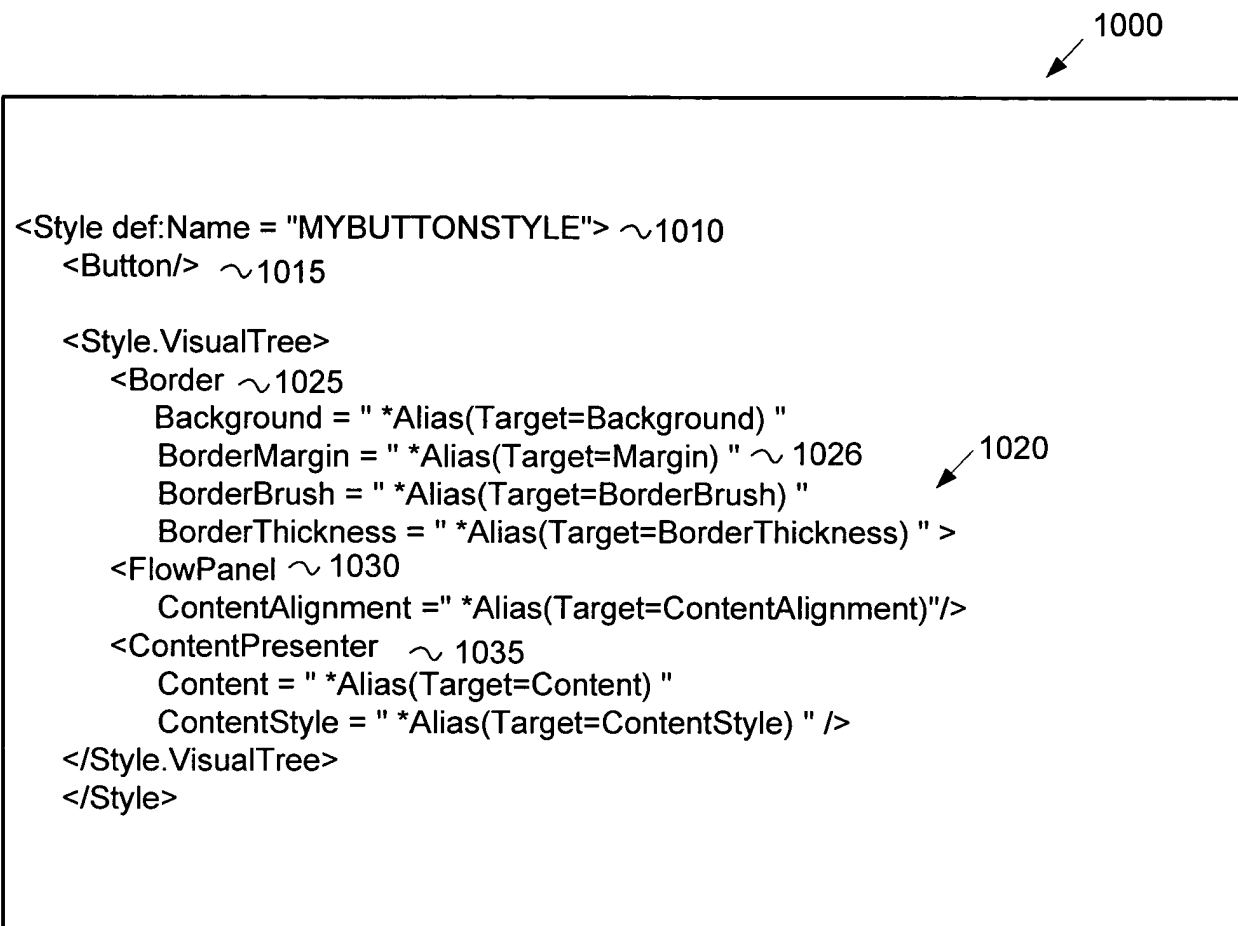 1000
<Style def:Name = "MYBUTTONSTYLE"> ~1010
<Button/> ~1015
<Style.VisualTree>
<Border ~1025
Background = " *Alias(Target=Background) "
BorderMargin = " *Alias(Target=Margin) " ~ 1026 1020
BorderBrush = " *Alias(Target=BorderBrush) "
BorderThickness = " *Alias(Target=BorderThickness) " >
<FlowPanel ~ 1030
ContentAlignment =" *Alias(Target=ContentAlignment)"/>
<ContentPresenter ~ 1035
Content = " *Alias(Target=Content) "
ContentStyle = " *Alias(Target=ContentStyle) " />
</Style.VisualTree>
</Style>